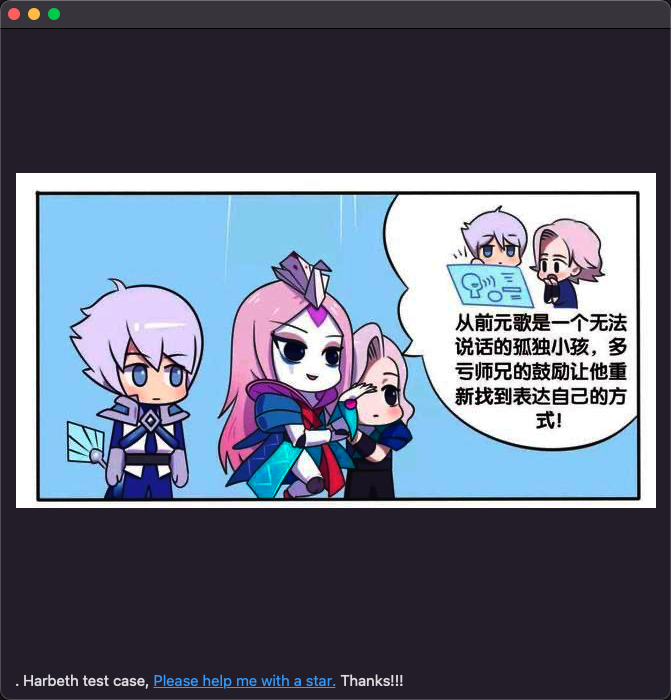 从前元歌是一个无法
说话的孤独小孩，多
亏师兄的鼓励让他重
新找到表达自己的方
式！
. Harbeth test case, Please help me with a star. Thanks!!!